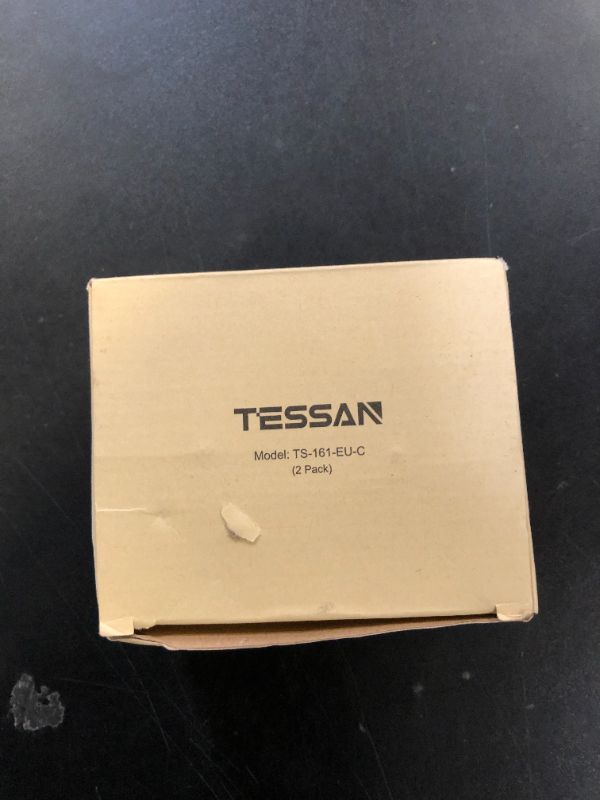 TESSAN
Model: TS-161-EU-C
(2 Pack)